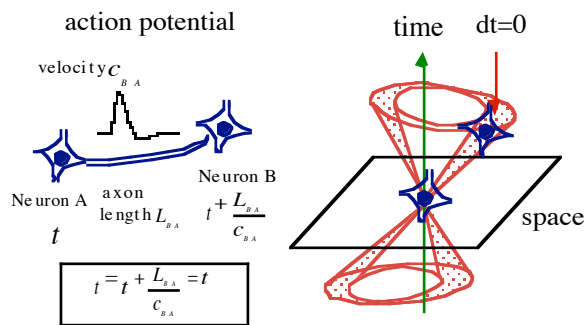 action potential
velocity c_BA
Neuron A
t
axon
length L_BA
Neuron B
t + L_BA / c_BA
t = t + L_BA / c_BA = t
time
dt=0
space